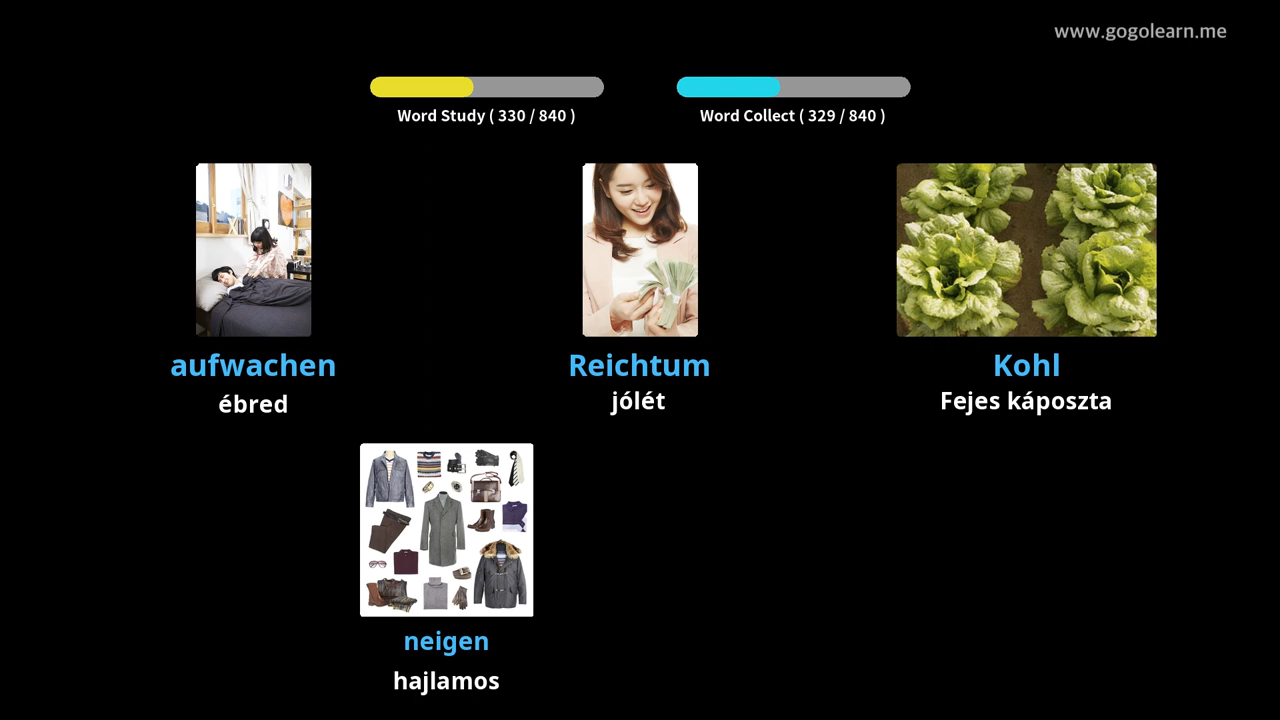 www.gogolearn.me
Word Study ( 330 / 840 )
Word Collect ( 329 / 840 )
aufwachen
ébred
Reichtum
jólét
Kohl
Fejes káposzta
neigen
hajlamos